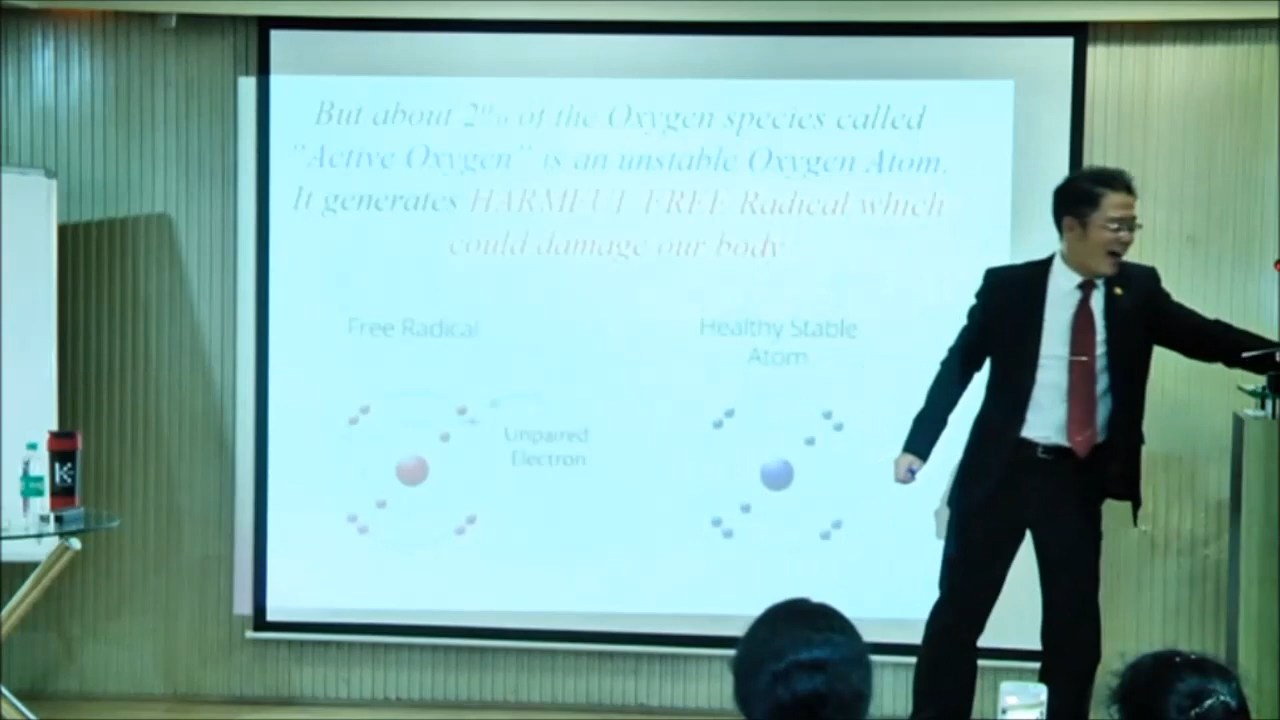 But about 2% of the Oxygen species called
"Active Oxygen" is an unstable Oxygen Atom.
It generates HARMFUL FREE Radical which
could damage our body
Free Radical
Healthy Stable
Atom
Unpaired
Electron
K